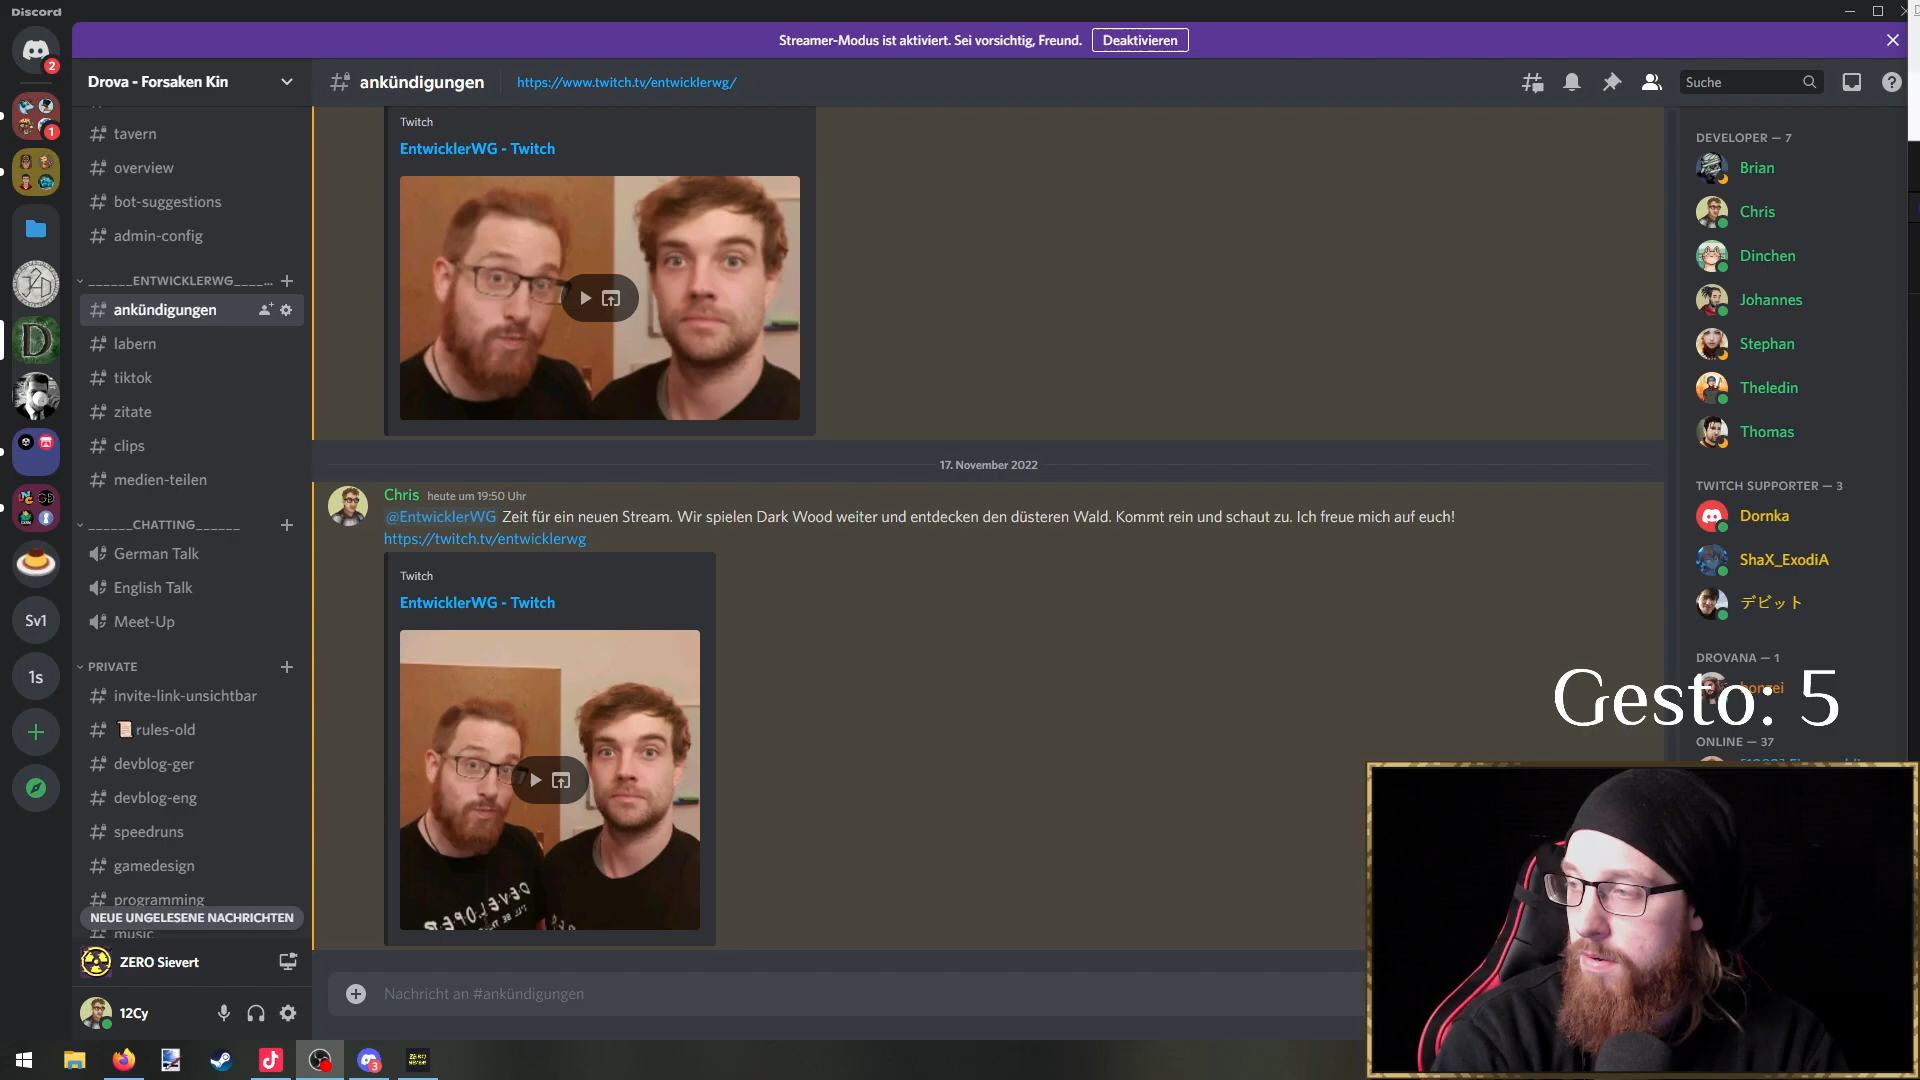 Discord
Streamer-Modus ist aktiviert. Sei vorsichtig, Freund.
Deaktivieren
2
Drova - Forsaken Kin
ankündigungen
https://www.twitch.tv/entwicklerwg/
Suche
1
tavern
overview
bot-suggestions
admin-config
______ENTWICKLERWG____...
ankündigungen
labern
tiktok
zitate
clips
medien-teilen
______CHATTING______
German Talk
English Talk
Meet-Up
PRIVATE
invite-link-unsichtbar
rules-old
devblog-ger
devblog-eng
speedruns
gamedesign
programming
NEUE UNGELESENE NACHRICHTEN
music
Sv1
1s
ZERO Sievert
12Cy
Twitch
EntwicklerWG - Twitch
17. November 2022
Chris heute um 19:50 Uhr
@EntwicklerWG Zeit für ein neuen Stream. Wir spielen Dark Wood weiter und entdecken den düsteren Wald. Kommt rein und schaut zu. Ich freue mich auf euch!
https://twitch.tv/entwicklerwg
Twitch
EntwicklerWG - Twitch
DEVELOPER
Nachricht an #ankündigungen
DEVELOPER — 7
Brian
Chris
Dinchen
Johannes
Stephan
Theledin
Thomas
TWITCH SUPPORTER — 3
Dornka
ShaX_ExodiA
デビット
DROVANA — 1
Gesto: 5
ONLINE — 37
3